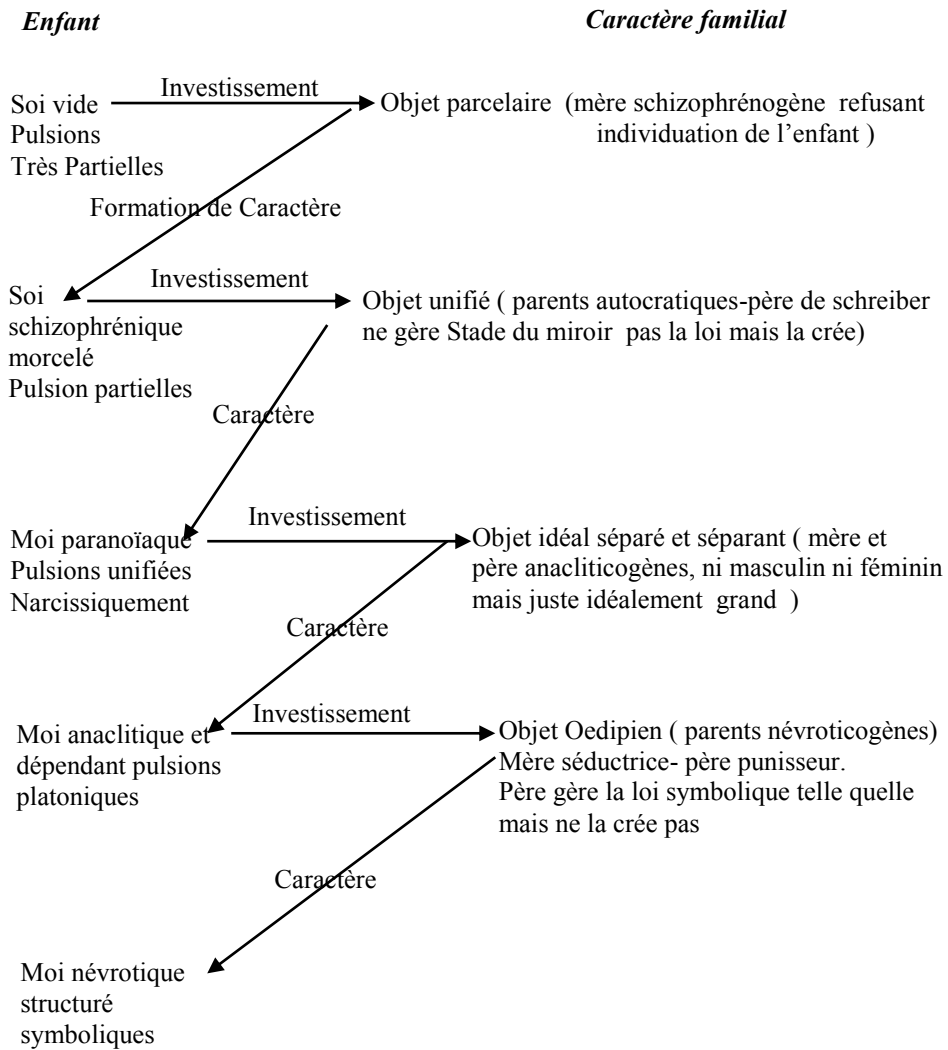 Enfant
Caractère familial
Investissement
Soi vide
Pulsions
Très Partielles
Objet parcelaire (mère schizophrénogène refusant
individuation de l'enfant )
Formation de Caractère
Investissement
Soi
schizophrénique
morcelé
Pulsion partielles
Objet unifié ( parents autocratiques-père de schreiber
ne gère Stade du miroir pas la loi mais la crée)
Caractère
Investissement
Moi paranoïaque
Pulsions unifiées
Narcissiquement
Objet idéal séparé et séparant ( mère et
père anacliticogènes, ni masculin ni féminin
mais juste idéalement grand )
Caractère
Investissement
Moi anaclitique et
dépendant pulsions
platoniques
Objet Oedipien ( parents névroticogènes)
Mère séductrice- père punisseur.
Père gère la loi symbolique telle quelle
mais ne la crée pas
Caractère
Moi névrotique
structuré
symboliques